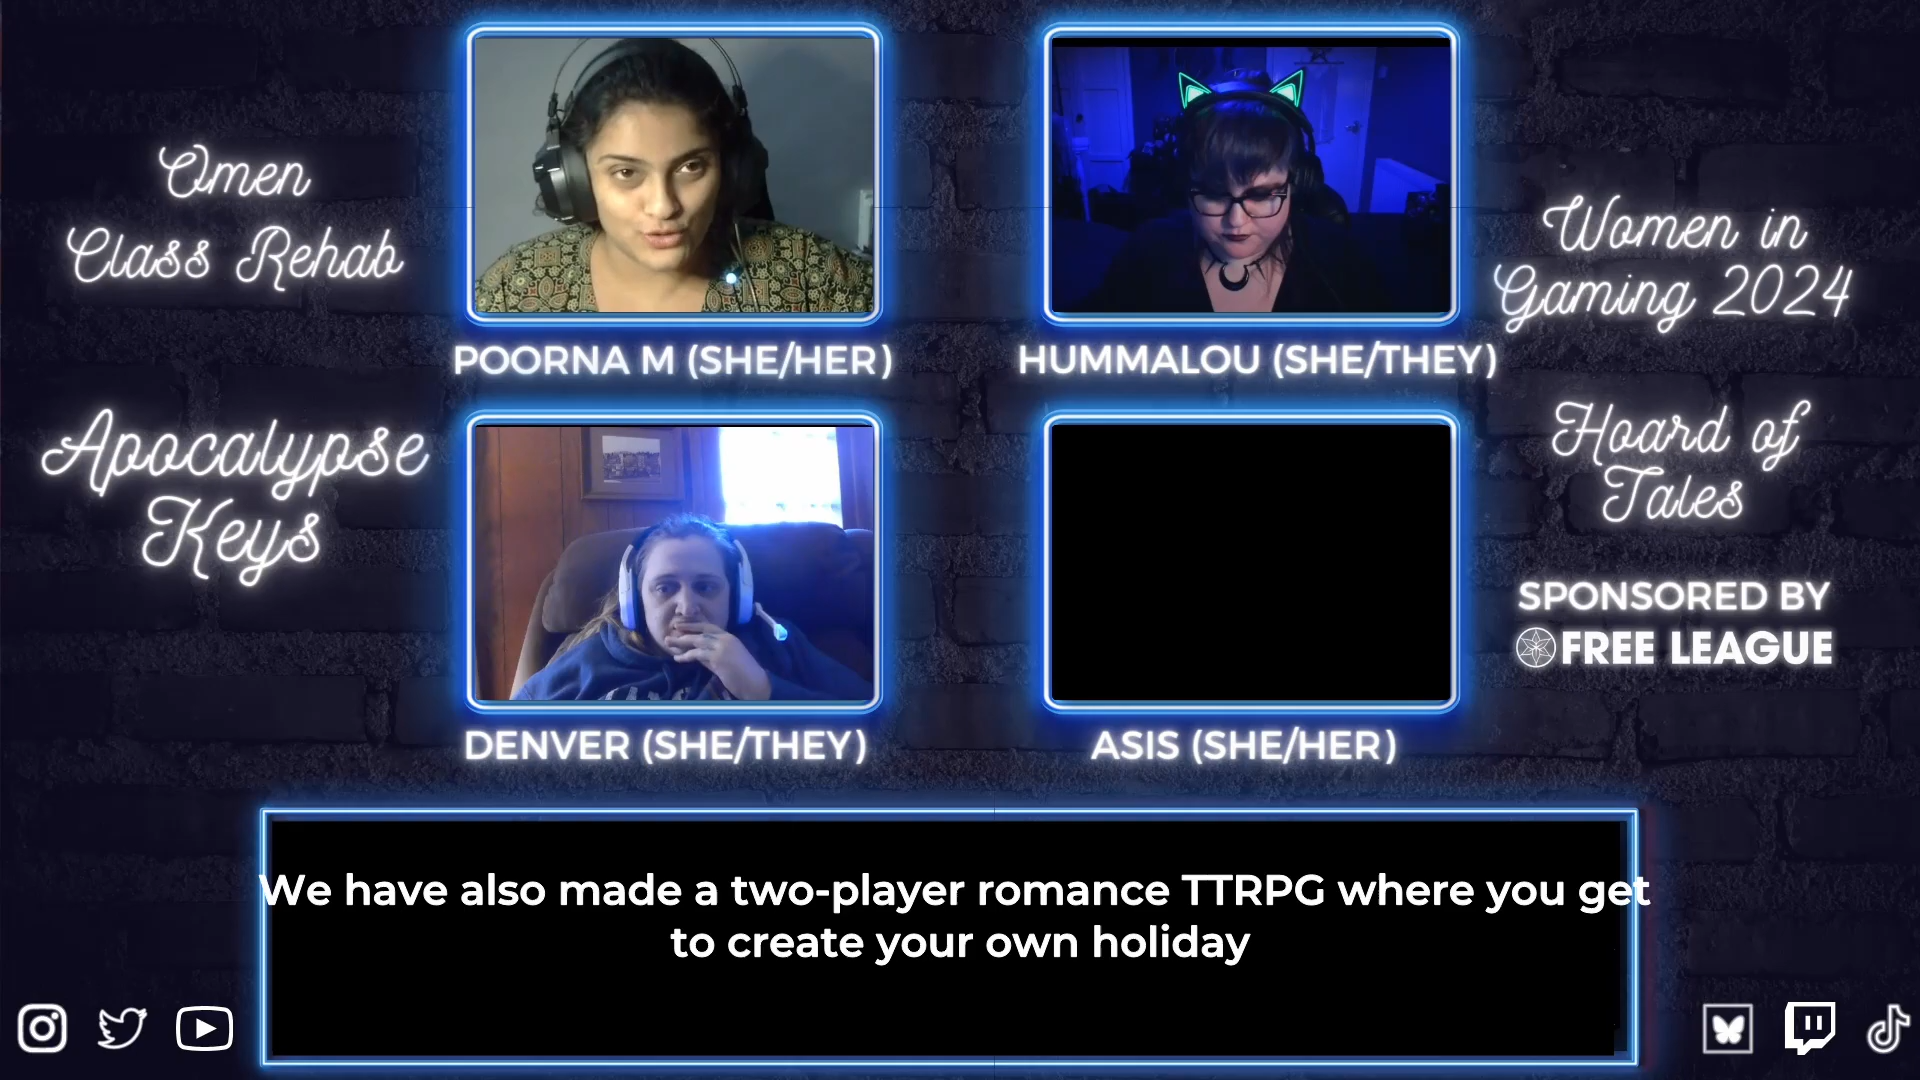 Omen
Class Rehab
Apocalypse
Keys
POORNA M (SHE/HER)
HUMMALOU (SHE/THEY)
DENVER (SHE/THEY)
ASIS (SHE/HER)
Women in
Gaming 2024
Hoard of
Tales
SPONSORED BY
FREE LEAGUE
We have also made a two-player romance TTRPG where you get
to create your own holiday